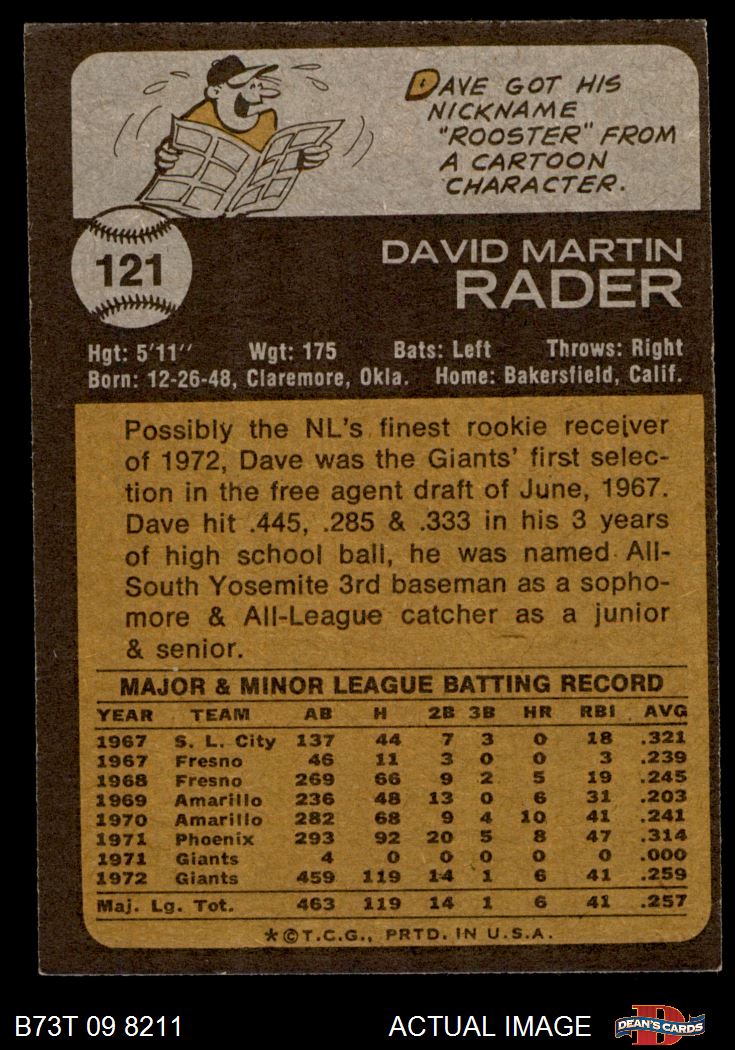 DAVE GOT HIS
NICKNAME
"ROOSTER" FROM
A CARTOON
CHARACTER.
121
DAVID MARTIN
RADER
Hgt: 5'11" Wgt: 175 Bats: Left Throws: Right
Born: 12-26-48, Claremore, Okla. Home: Bakersfield, Calif.
Possibly the NL's finest rookie receiver
of 1972, Dave was the Giants' first selec-
tion in the free agent draft of June, 1967.
Dave hit .445, .285 & .333 in his 3 years
of high school ball, he was named All-
South Yosemite 3rd baseman as a sopho-
more & All-League catcher as a junior
& senior.
MAJOR & MINOR LEAGUE BATTING RECORD
YEAR TEAM AB H 2B 3B HR RBI AVG
1967 S. L. City 137 44 7 3 0 18 .321
1967 Fresno 46 11 3 0 0 3 .239
1968 Fresno 269 66 9 2 5 19 .245
1969 Amarillo 236 48 13 0 6 31 .203
1970 Amarillo 282 68 9 4 10 41 .241
1971 Phoenix 293 92 20 5 8 47 .314
1971 Giants 4 0 0 0 0 0 .000
1972 Giants 459 119 14 1 6 41 .259
Maj. Lg. Tot. 463 119 14 1 6 41 .257
*©T.C.G., PRTD. IN U.S.A.
B73T 09 8211 ACTUAL IMAGE DEAN'S CARDS